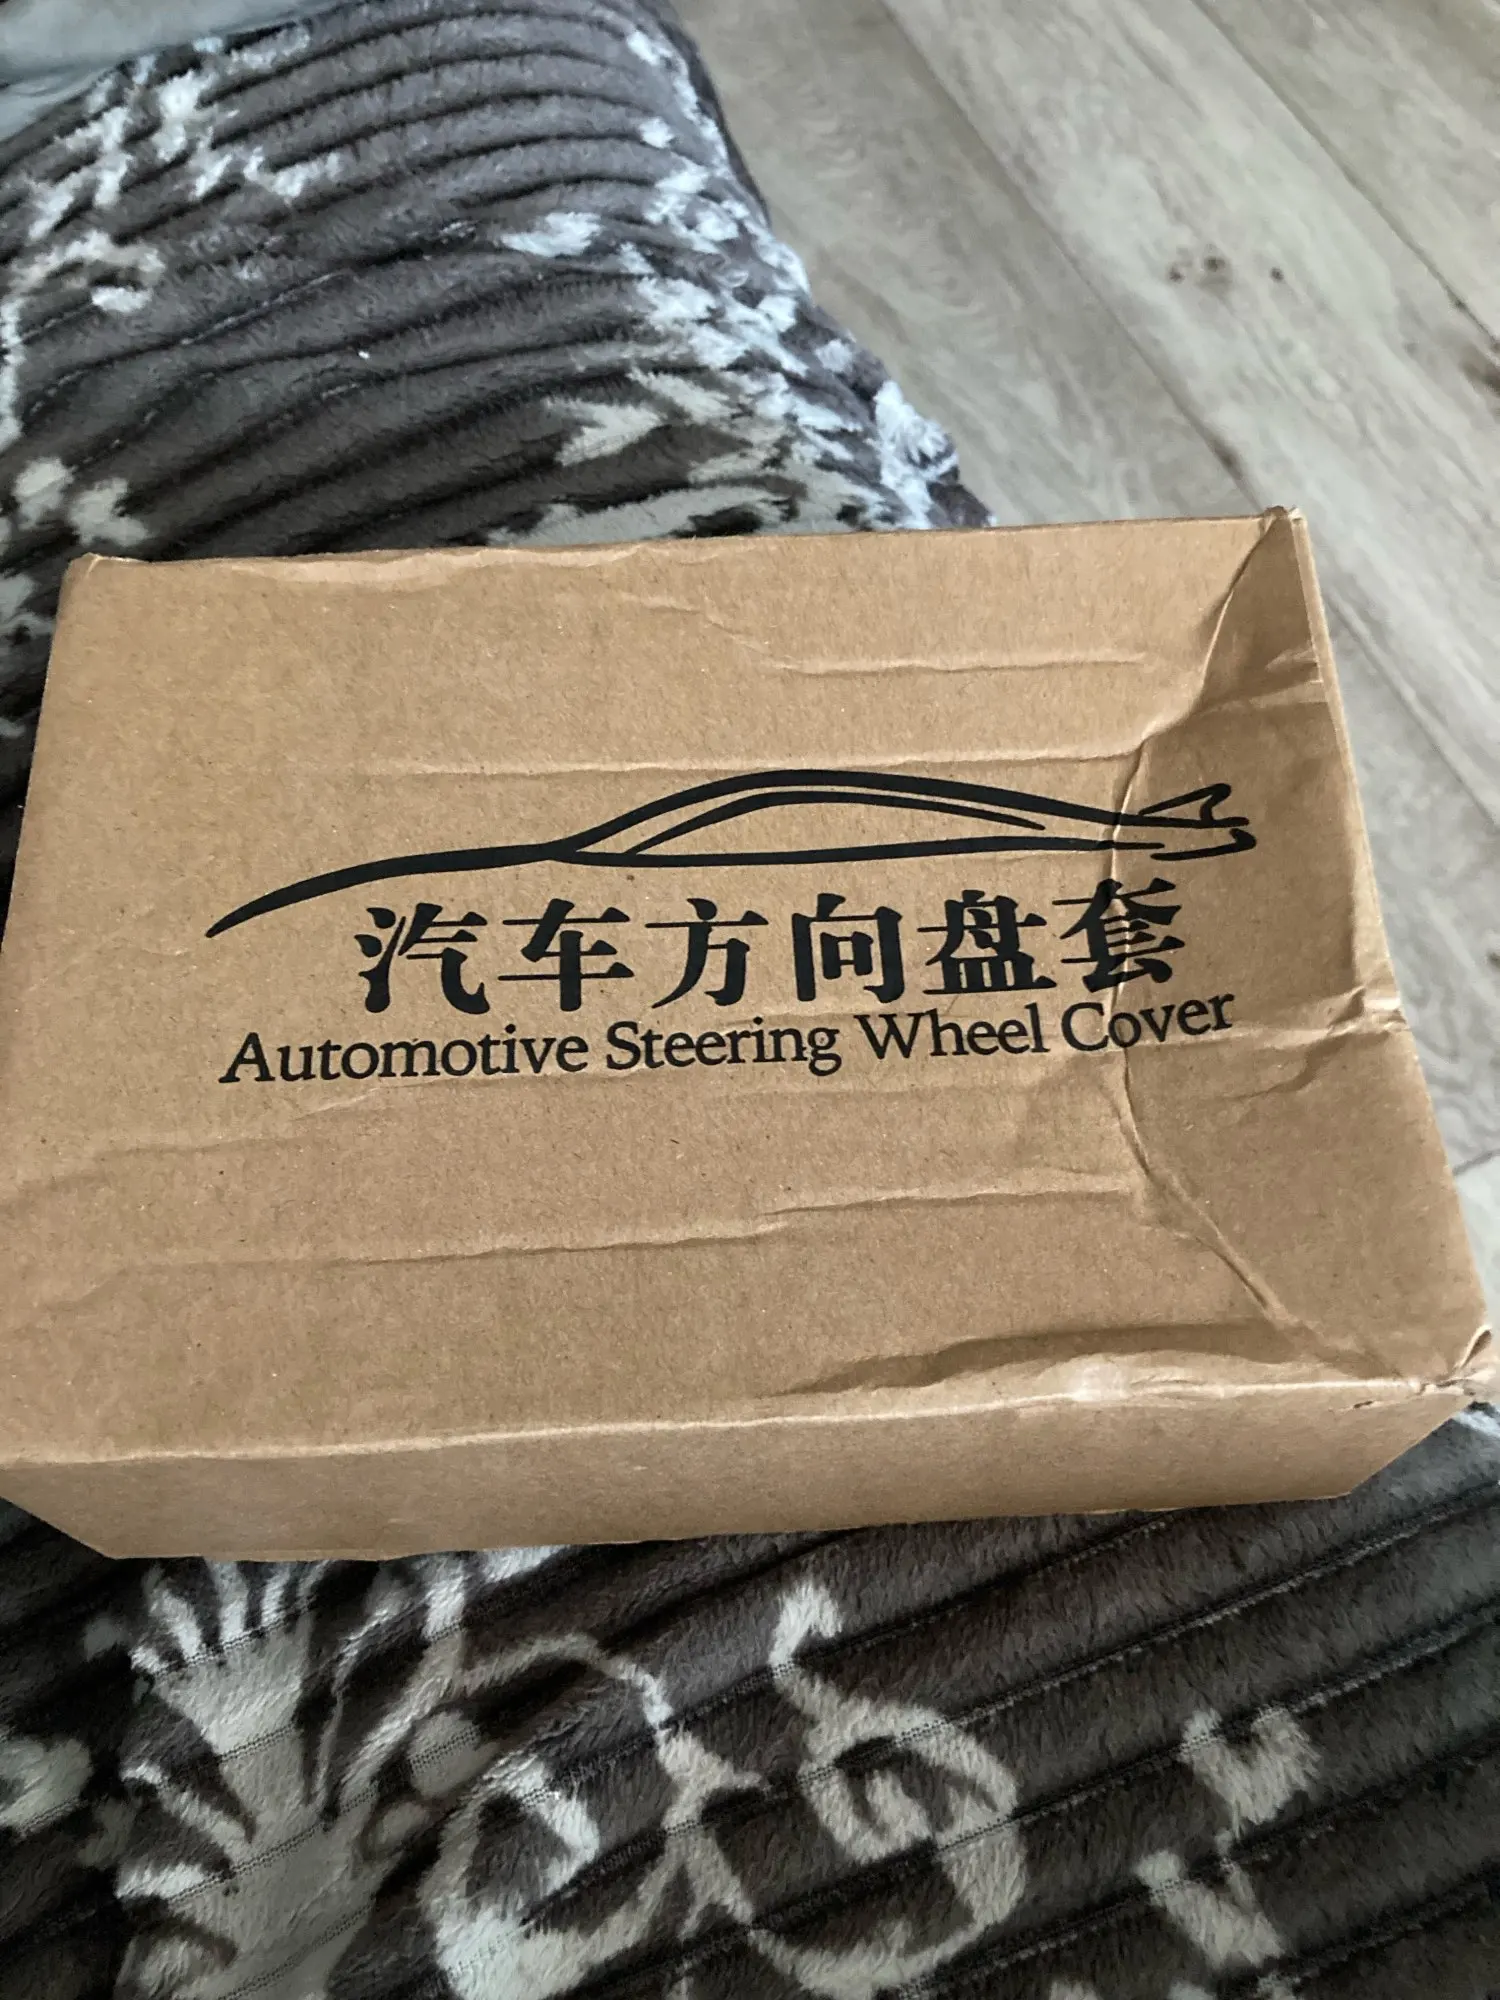 汽车方向盘套
Automotive Steering Wheel Cover